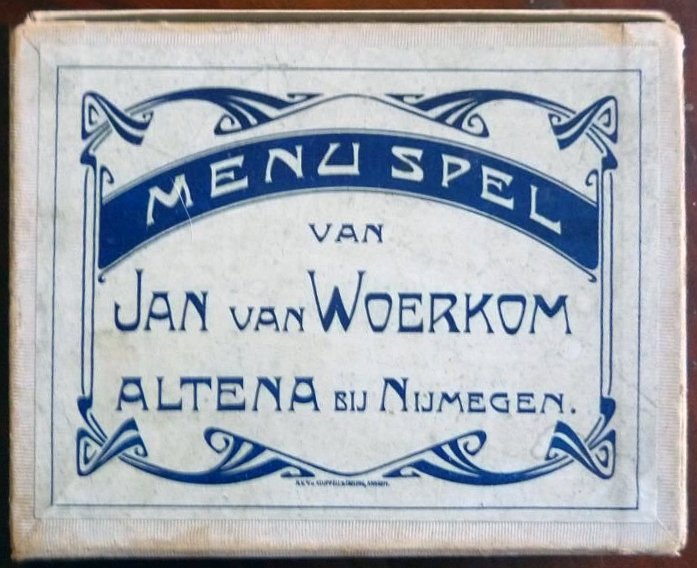 MENU SPEL
VAN
JAN VAN WOERKOM
ALTENA BIJ NIJMEGEN.